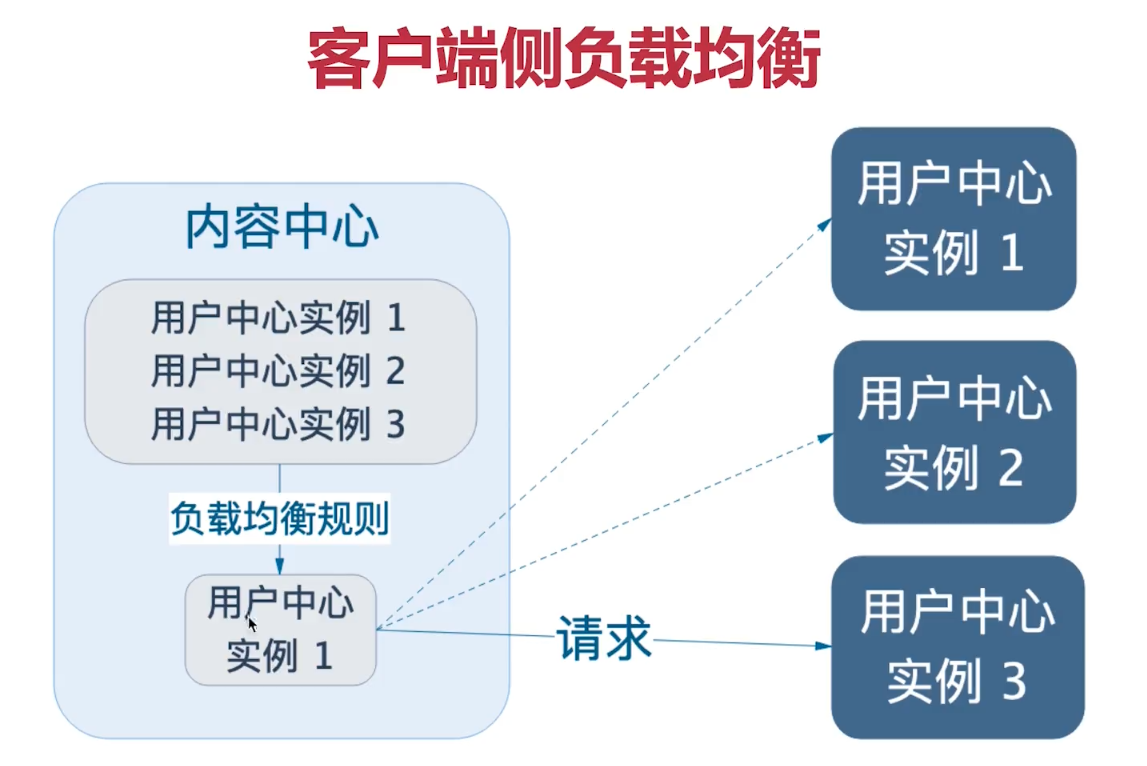 客户端侧负载均衡
内容中心
用户中心实例 1
用户中心实例 2
用户中心实例 3
负载均衡规则
用户中心
实例 1
请求
用户中心
实例 1
用户中心
实例 2
用户中心
实例 3